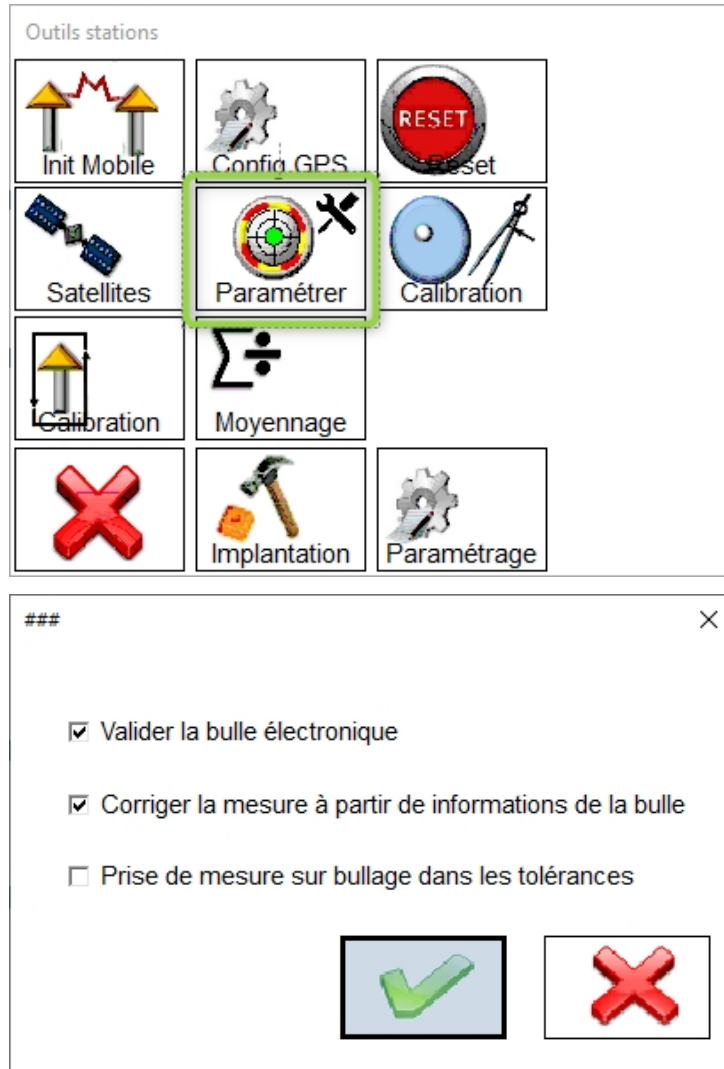 Outils stations
Init Mobile
Config GPS
RESET
Reset
Satellites
Paramétrer
Calibration
Calibration
Moyennage
Implantation
Paramétrage
###
Valider la bulle électronique
Corriger la mesure à partir de informations de la bulle
Prise de mesure sur bullage dans les tolérances